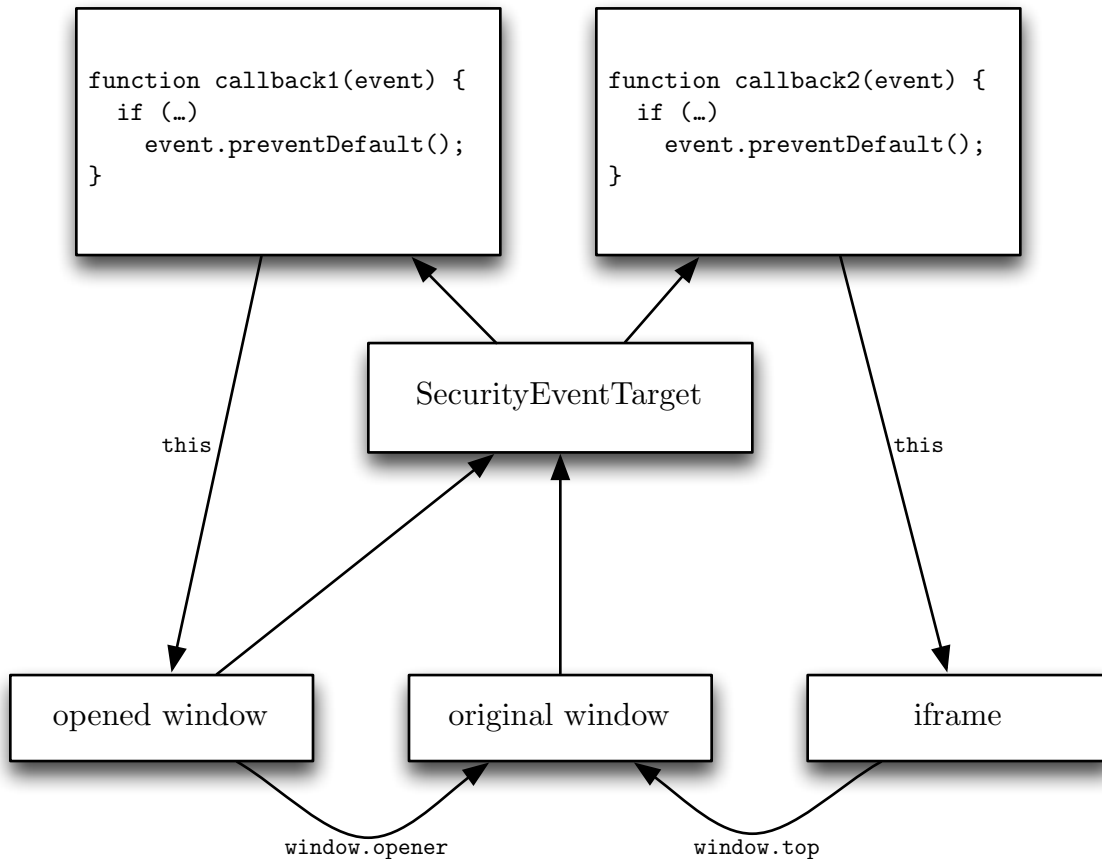 function callback1(event) {
  if (…)
    event.preventDefault();
}
function callback2(event) {
  if (…)
    event.preventDefault();
}
SecurityEventTarget
this
this
opened window
original window
iframe
window.opener
window.top